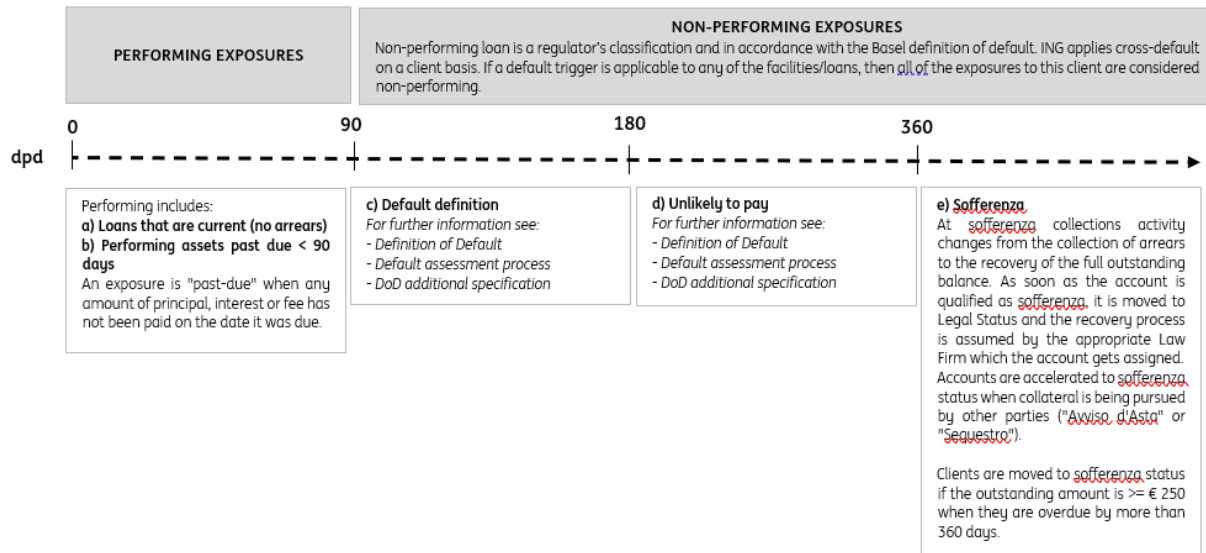 PERFORMING EXPOSURES
NON-PERFORMING EXPOSURES
Non-performing loan is a regulator's classification and in accordance with the Basel definition of default. ING applies cross-default
on a client basis. If a default trigger is applicable to any of the facilities/loans, then all of the exposures to this client are considered
non-performing.
0
90
180
360
dpd
Performing includes:
a) Loans that are current (no arrears)
b) Performing assets past due < 90
days
An exposure is "past-due" when any
amount of principal, interest or fee has
not been paid on the date it was due.
c) Default definition
For further information see:
- Definition of Default
- Default assessment process
- DoD additional specification
d) Unlikely to pay
For further information see:
- Definition of Default
- Default assessment process
- DoD additional specification
e) Sofferenza
At sofferenza collections activity
changes from the collection of arrears
to the recovery of the full outstanding
balance. As soon as the account is
qualified as sofferenza, it is moved to
Legal Status and the recovery process
is assumed by the appropriate Law
Firm which the account gets assigned.
Accounts are accelerated to sofferenza
status when collateral is being pursued
by other parties ("Avviso d'Asta" or
"Sequestro").
Clients are moved to sofferenza status
if the outstanding amount is >= € 250
when they are overdue by more than
360 days.